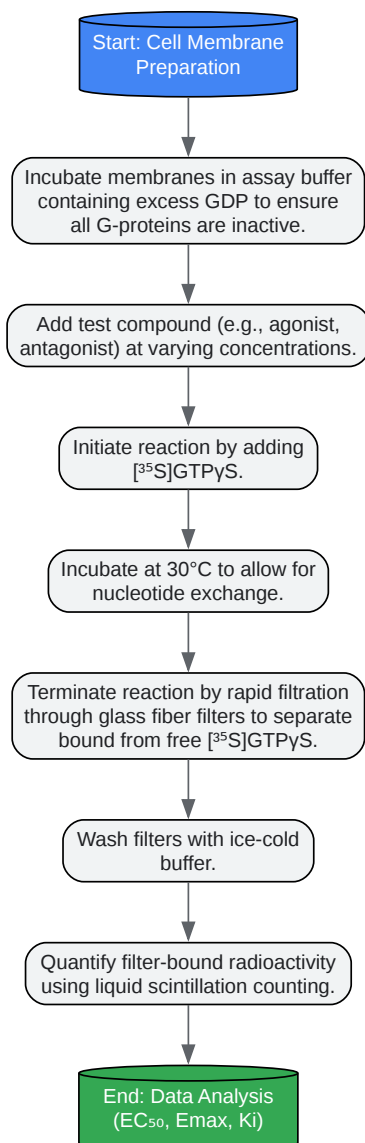 Start: Cell Membrane
Preparation
Incubate membranes in assay buffer
containing excess GDP to ensure
all G-proteins are inactive.
Add test compound (e.g., agonist,
antagonist) at varying concentrations.
Initiate reaction by adding
[³⁵S]GTPγS.
Incubate at 30°C to allow for
nucleotide exchange.
Terminate reaction by rapid filtration
through glass fiber filters to separate
bound from free [³⁵S]GTPγS.
Wash filters with ice-cold
buffer.
Quantify filter-bound radioactivity
using liquid scintillation counting.
End: Data Analysis
(EC₅₀, Emax, Ki)